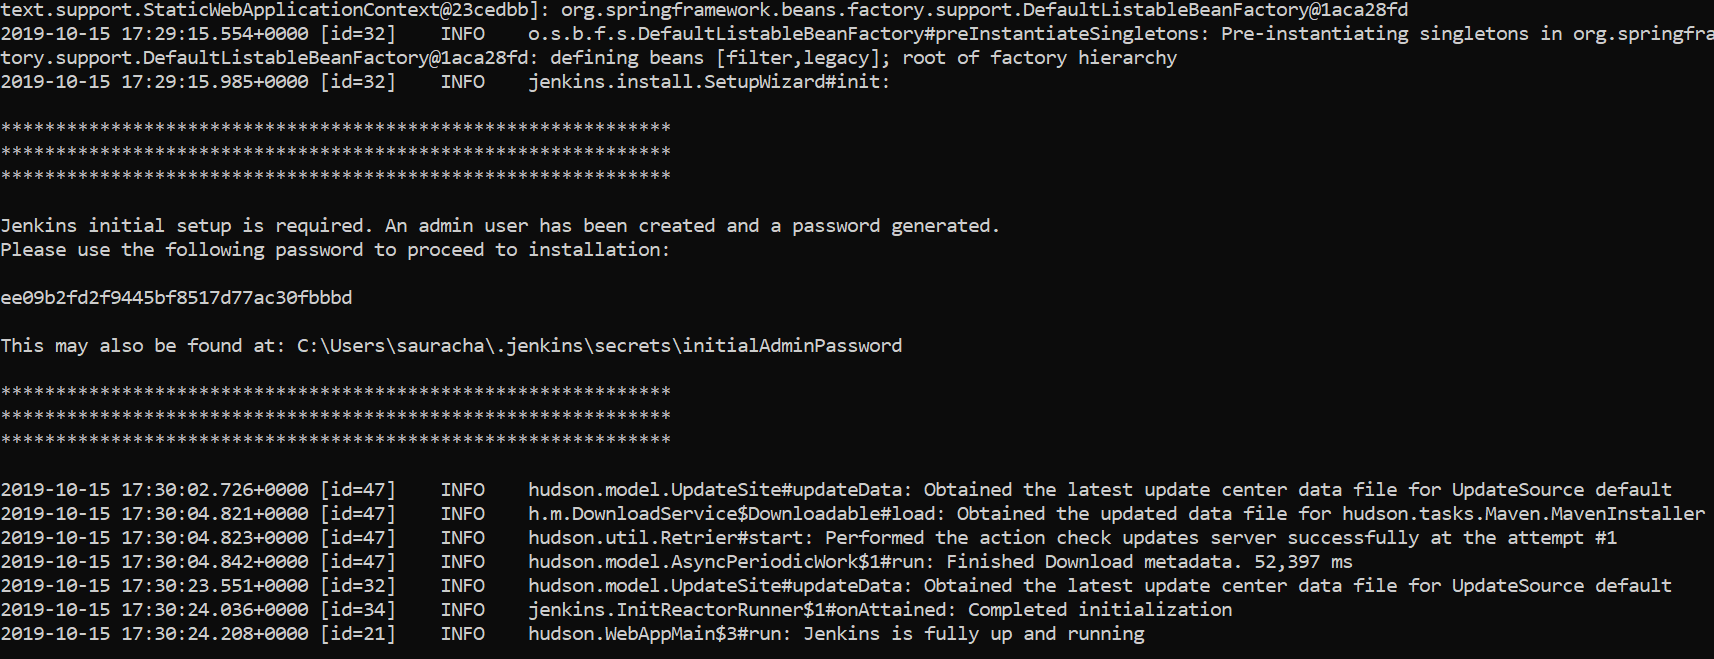 text.support.StaticWebApplicationContext@23cedbb]: org.springframework.beans.factory.support.DefaultListableBeanFactory@1aca28fd
2019-10-15 17:29:15.554+0000 [id=32]    INFO    o.s.b.f.s.DefaultListableBeanFactory#preInstantiateSingletons: Pre-instantiating singletons in org.springfra
tory.support.DefaultListableBeanFactory@1aca28fd: defining beans [filter,legacy]; root of factory hierarchy
2019-10-15 17:29:15.985+0000 [id=32]    INFO    jenkins.install.SetupWizard#init:
*************************************************************
*************************************************************
*************************************************************
Jenkins initial setup is required. An admin user has been created and a password generated.
Please use the following password to proceed to installation:
ee09b2fd2f9445bf8517d77ac30fbbbd
This may also be found at: C:\Users\sauracha\.jenkins\secrets\initialAdminPassword
*************************************************************
*************************************************************
*************************************************************
2019-10-15 17:30:02.726+0000 [id=47]    INFO    hudson.model.UpdateSite#updateData: Obtained the latest update center data file for UpdateSource default
2019-10-15 17:30:04.821+0000 [id=47]    INFO    h.m.DownloadService$Downloadable#load: Obtained the updated data file for hudson.tasks.Maven.MavenInstaller
2019-10-15 17:30:04.823+0000 [id=47]    INFO    hudson.util.Retrier#start: Performed the action check updates server successfully at the attempt #1
2019-10-15 17:30:04.842+0000 [id=47]    INFO    hudson.model.AsyncPeriodicWork$1#run: Finished Download metadata. 52,397 ms
2019-10-15 17:30:23.551+0000 [id=32]    INFO    hudson.model.UpdateSite#updateData: Obtained the latest update center data file for UpdateSource default
2019-10-15 17:30:24.036+0000 [id=34]    INFO    jenkins.InitReactorRunner$1#onAttained: Completed initialization
2019-10-15 17:30:24.208+0000 [id=21]    INFO    hudson.WebAppMain$3#run: Jenkins is fully up and running